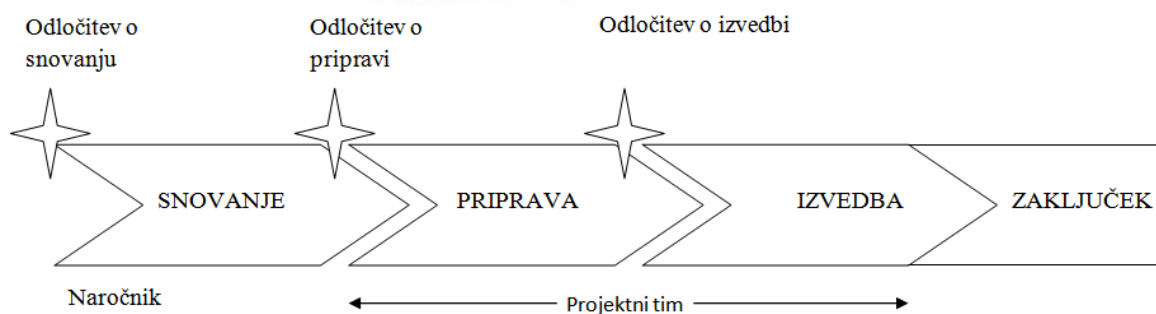 Odločitev o
snovanju
Odločitev o
pripravi
Odločitev o izvedbi
SNOVANJE
PRIPRAVA
IZVEDBA
ZAKLJUČEK
Naročnik
Projektni tim